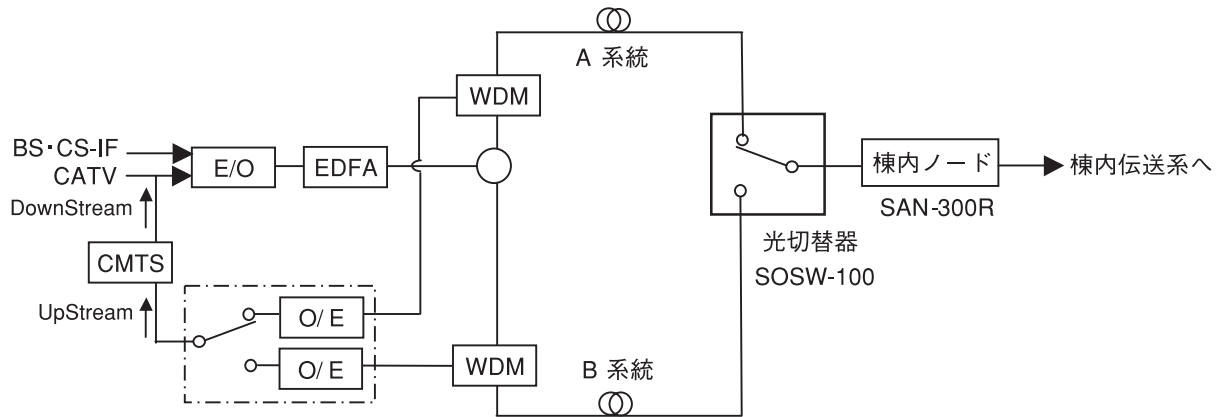 A 系統
WDM
BS・CS-IF
CATV
E/O
EDFA
棟内ノード
棟内伝送系へ
SAN-300R
DownStream
光切替器
SOSW-100
CMTS
UpStream
O/E
O/E
WDM
B 系統